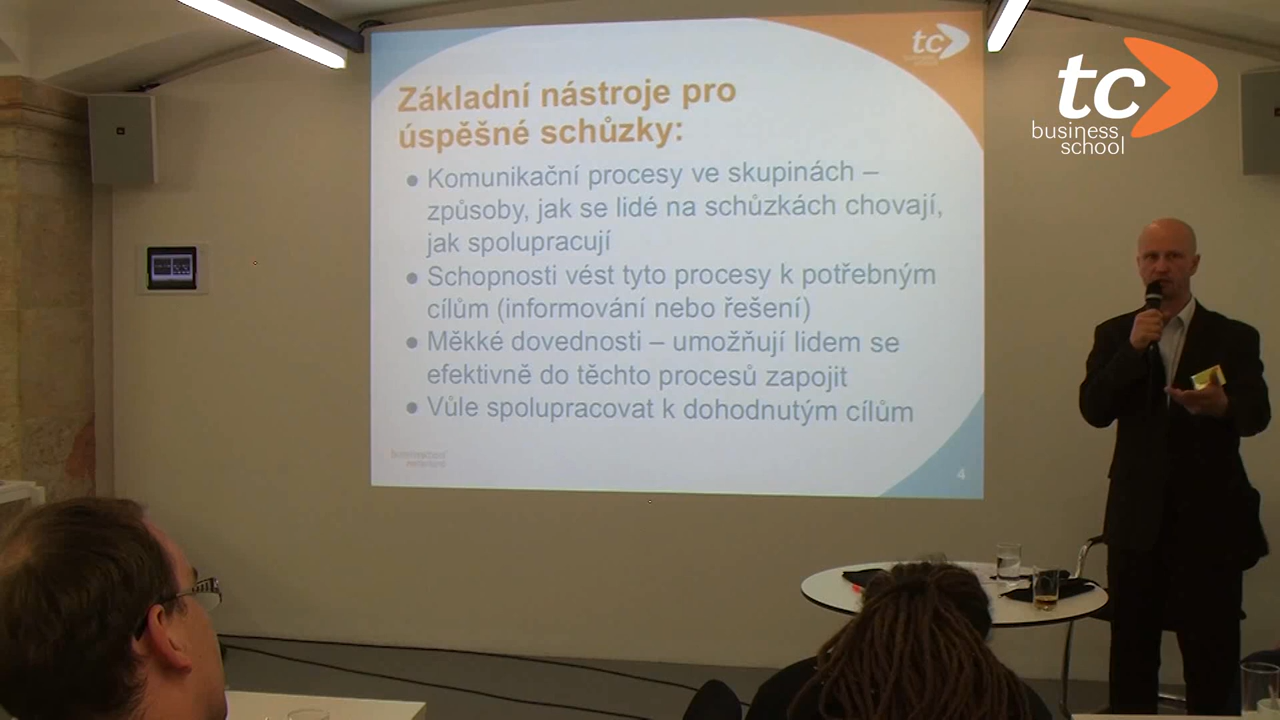 tc
Základní nástroje pro
úspěšné schůzky:
● Komunikační procesy ve skupinách –
způsoby, jak se lidé na schůzkách chovají,
jak spolupracují
● Schopnosti vést tyto procesy k potřebným
cílům (informování nebo řešení)
● Měkké dovednosti – umožňují lidem se
efektivně do těchto procesů zapojit
● Vůle spolupracovat k dohodnutým cílům
4
tc
business
school